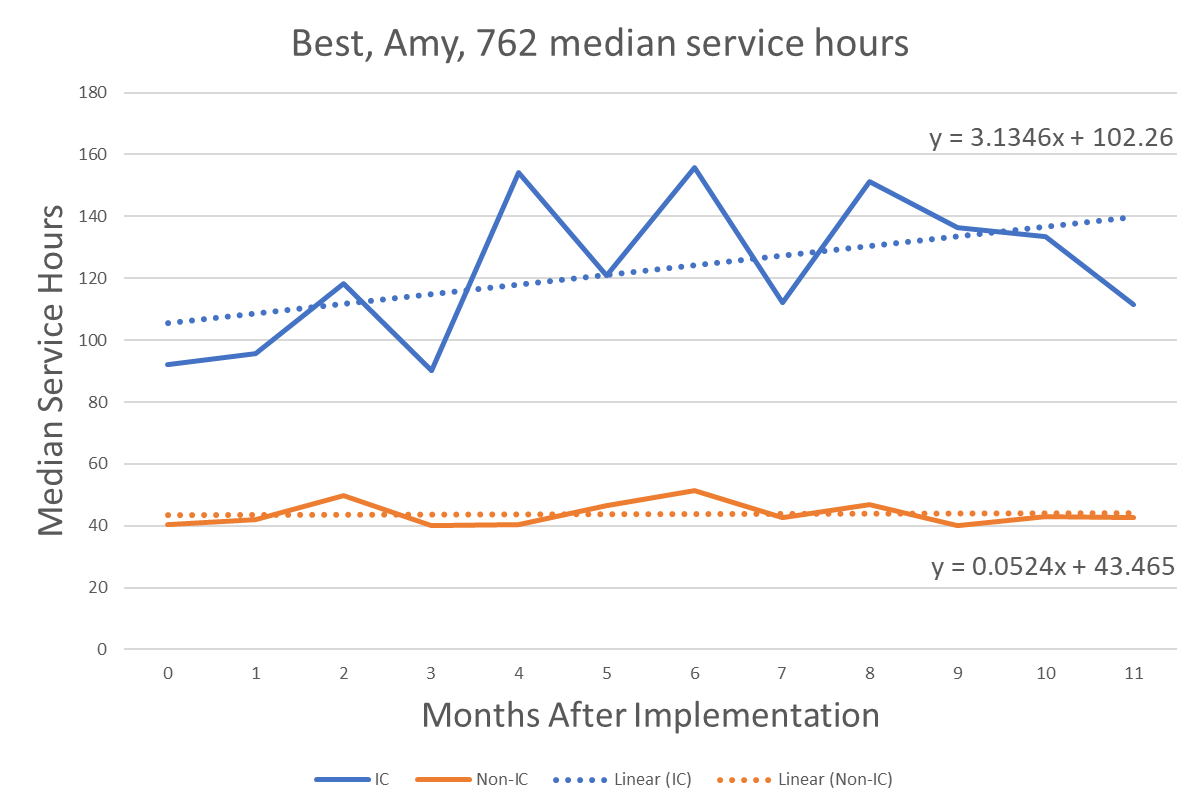 Best, Amy, 762 median service hours
180
y = 3.1346x + 102.26
160
140
120
100
80
60
40
y = 0.0524x + 43.465
20
0
Median Service Hours
0 1 2 3 4 5 6 7 8 9 10 11
Months After Implementation
IC Non-IC Linear (IC) Linear (Non-IC)